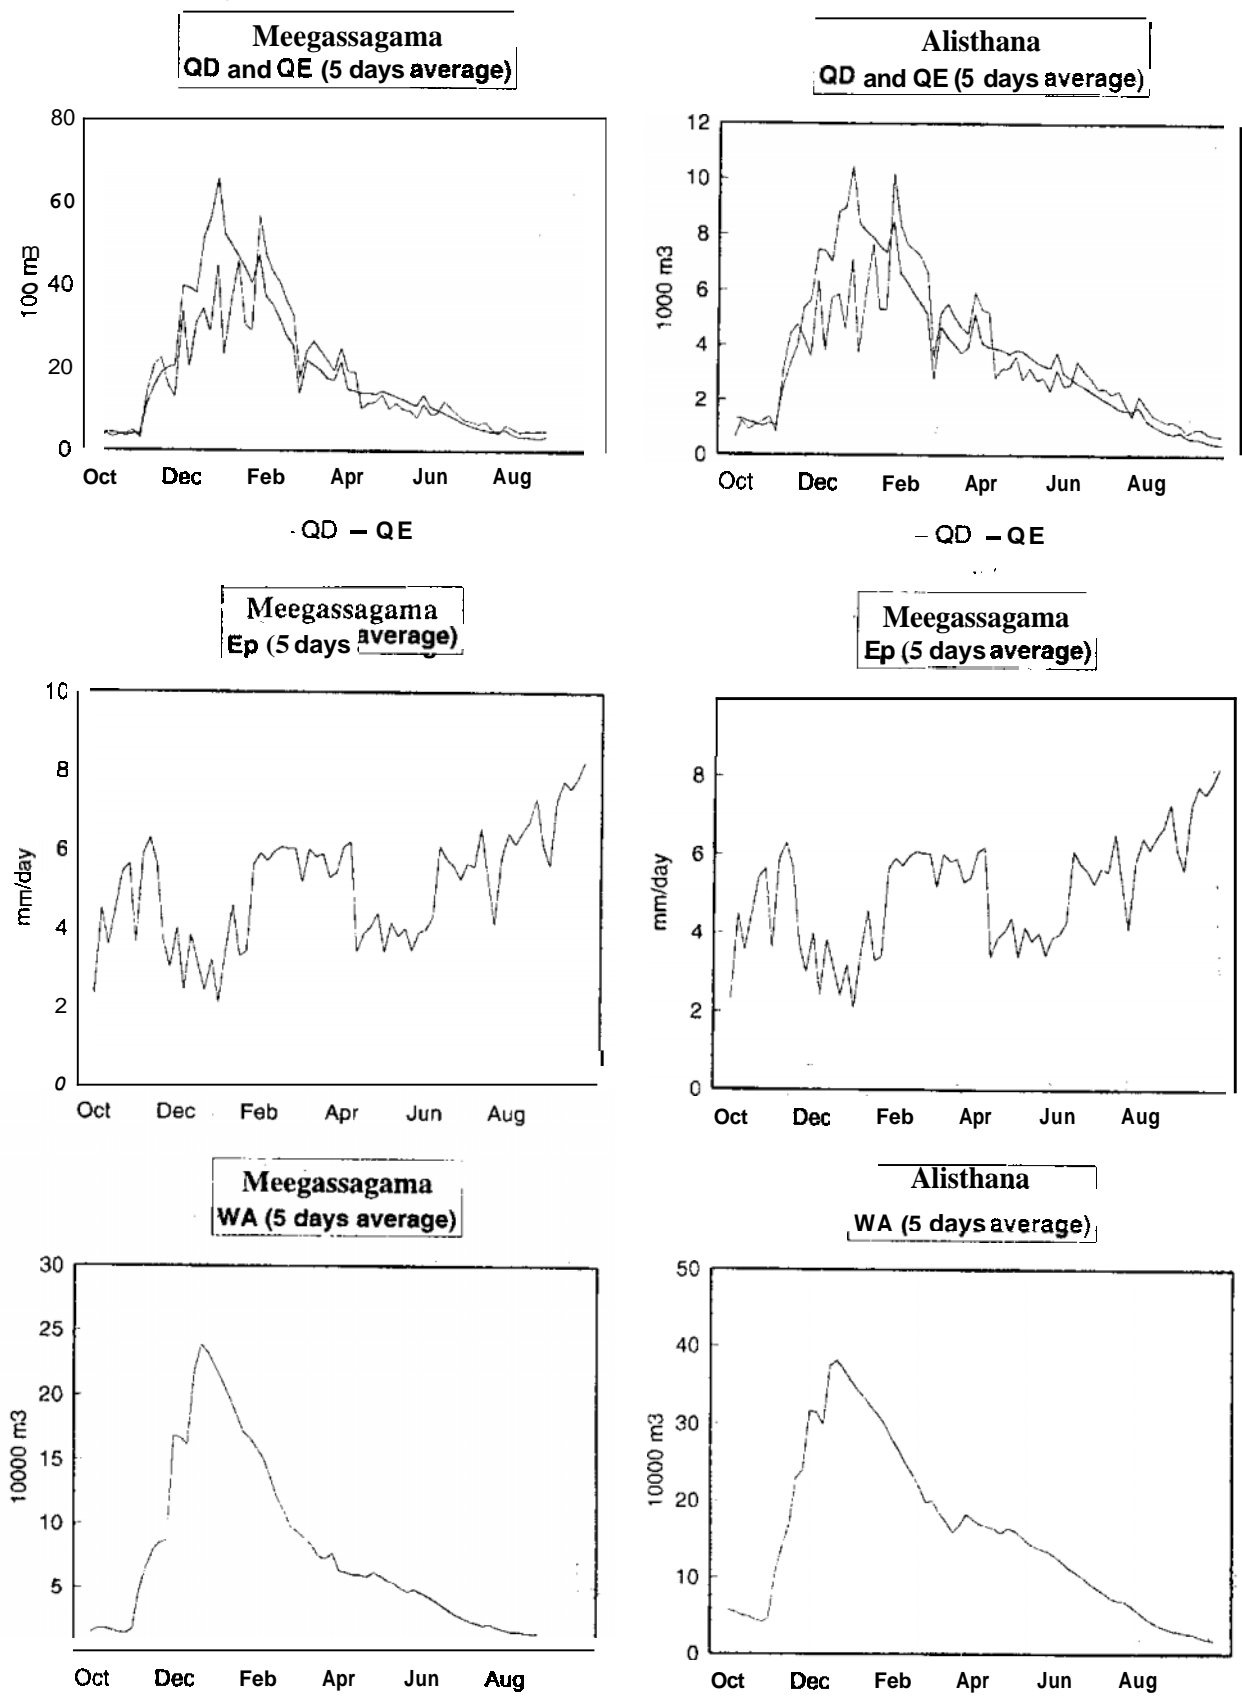 Meegassagama
QD and QE (5 days average)
80
60
40
20
0
100 m3
Oct Dec Feb Apr Jun Aug
- QD – QE
Alisthana
QD and QE (5 days average)
12
10
8
6
4
2
0
1000 m3
Oct Dec Feb Apr Jun Aug
– QD – QE
Meegassagama
Ep (5 days average)
10
8
6
4
2
0
mm/day
Oct Dec Feb Apr Jun Aug
Meegassagama
Ep (5 days average)
8
6
4
2
0
mm/day
Oct Dec Feb Apr Jun Aug
Meegassagama
WA (5 days average)
30
25
20
15
10
5
10000 m3
Oct Dec Feb Apr Jun Aug
Alisthana
WA (5 days average)
50
40
30
20
10
0
10000 m3
Oct Dec Feb Apr Jun Aug